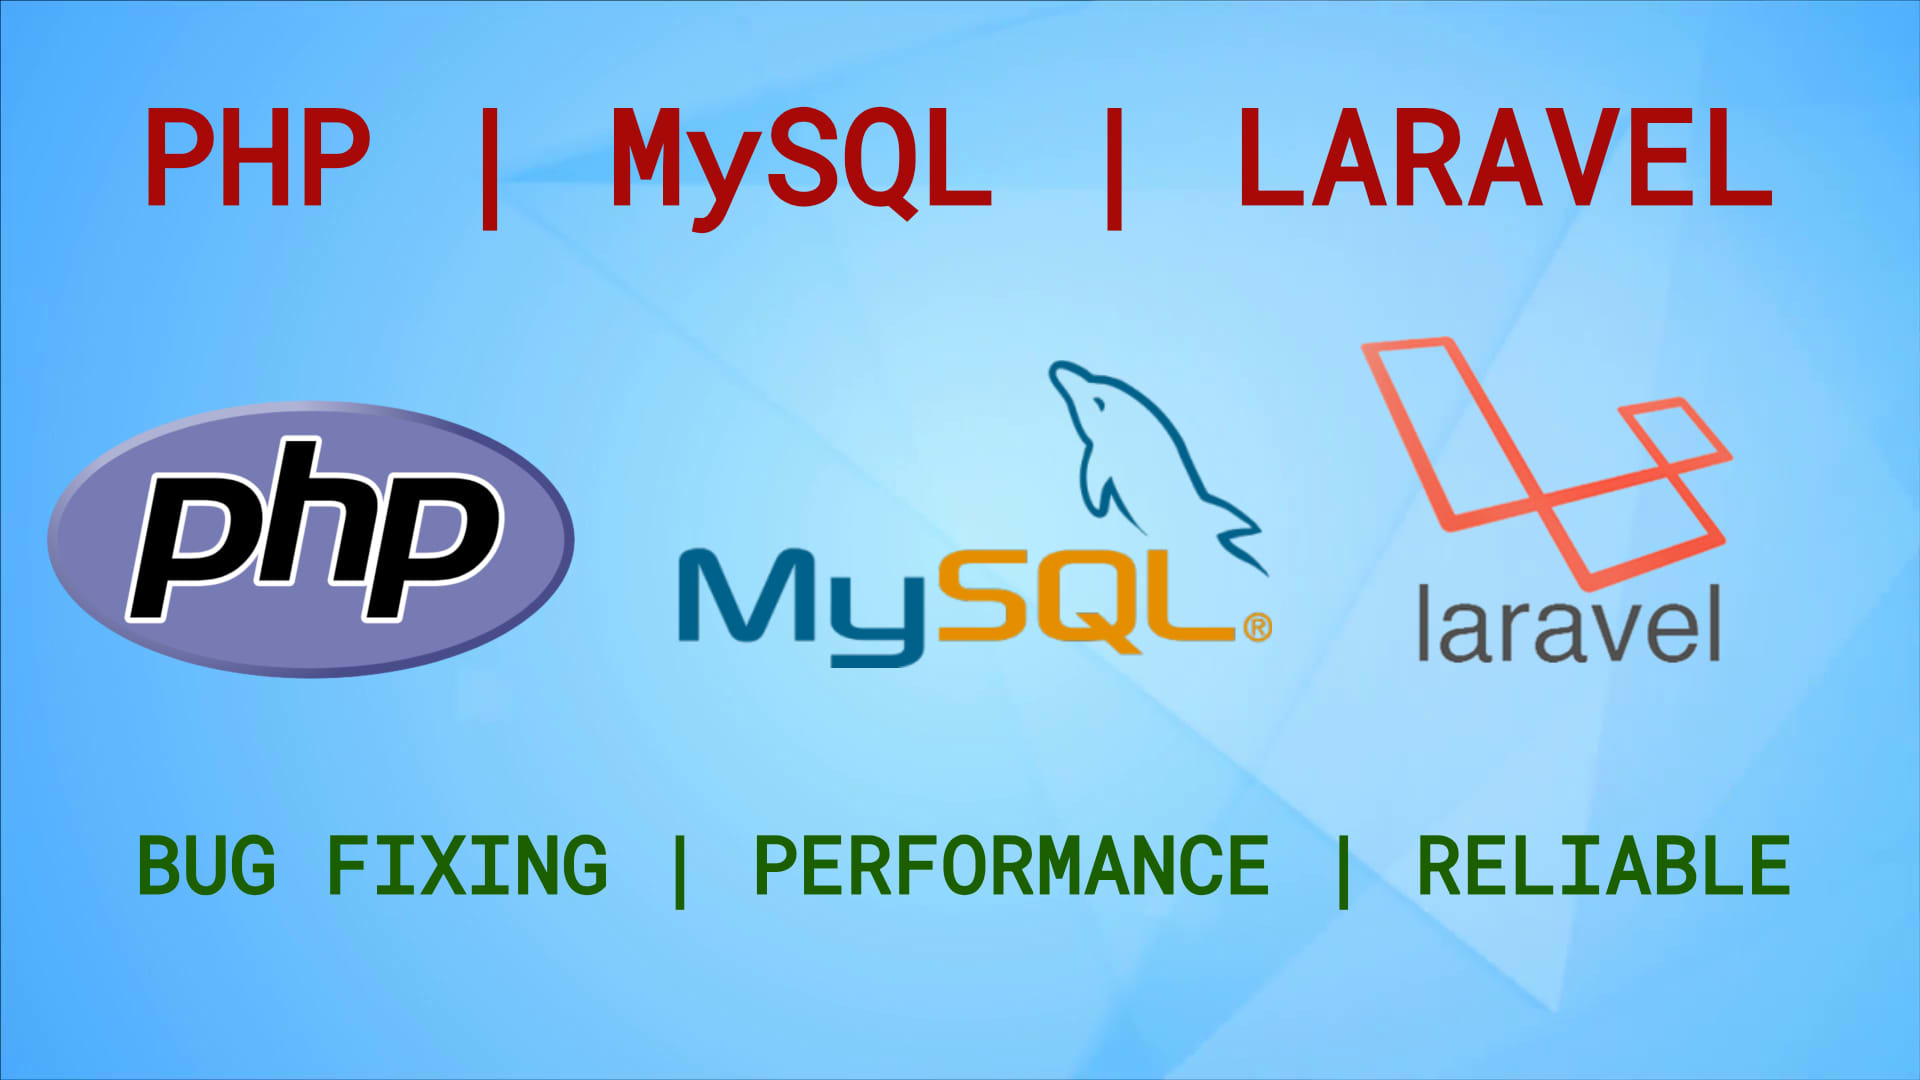 PHP | MySQL | LARAVEL
php
MySQL®
laravel
BUG FIXING | PERFORMANCE | RELIABLE